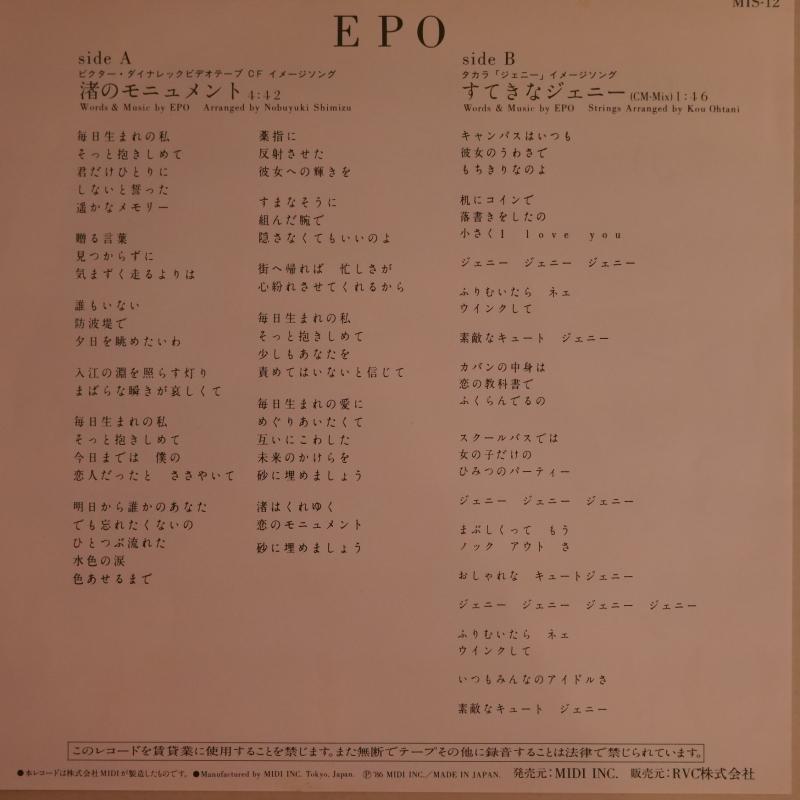 MIS-12
EPO
side A
ビクター・ダイナレックビデオテープ CF イメージソング
渚のモニュメント 4:42
Words & Music by EPO Arranged by Nobuyuki Shimizu
毎日生まれの私
そっと抱きしめて
君だけひとりに
しないと誓った
遥かなメモリー
贈る言葉
見つからずに
気まずく走るよりは
誰もいない
防波堤で
夕日を眺めたいわ
入江の淵を照らす灯り
まばらな瞬きが哀しくて
毎日生まれの私
そっと抱きしめて
今日までは 僕の
恋人だったと ささやいて
明日から誰かのあなた
でも忘れたくないの
ひとつぶ流れた
水色の涙
色あせるまで
薬指に
反射させた
彼女への輝きを
すまなそうに
組んだ腕で
隠さなくてもいいのよ
街へ帰れば 忙しさが
心紛れさせてくれるから
毎日生まれの私
そっと抱きしめて
少しもあなたを
責めてはいないと信じて
毎日生まれの愛に
めぐりあいたくて
互いにこわした
未来のかけらを
砂に埋めましょう
渚はくれゆく
恋のモニュメント
砂に埋めましょう
side B
タカラ「ジェニー」イメージソング
すてきなジェニー (CM-Mix) 1:46
Words & Music by EPO Strings Arranged by Kou Ohtani
キャンパスはいつも
彼女のうわさで
もちきりなのよ
机にコインで
落書きをしたの
小さく I love you
ジェニー ジェニー ジェニー
ふりむいたら ネェ
ウインクして
素敵なキュート ジェニー
カバンの中身は
恋の教科書で
ふくらんでるの
スクールバスでは
女の子だけの
ひみつのパーティー
ジェニー ジェニー ジェニー
まぶしくって もう
ノック アウト さ
おしゃれな キュートジェニー
ジェニー ジェニー ジェニー ジェニー
ふりむいたら ネェ
ウインクして
いつもみんなのアイドルさ
素敵なキュート ジェニー
このレコードを賃貸業に使用することを禁じます。また無断でテープその他に録音することは法律で禁じられています。
●本レコードは株式会社MIDIが製造したものです。 ●Manufactured by MIDI INC. Tokyo, Japan. Ⓟ'86 MIDI INC./MADE IN JAPAN. 発売元：MIDI INC. 販売元：RVC株式会社